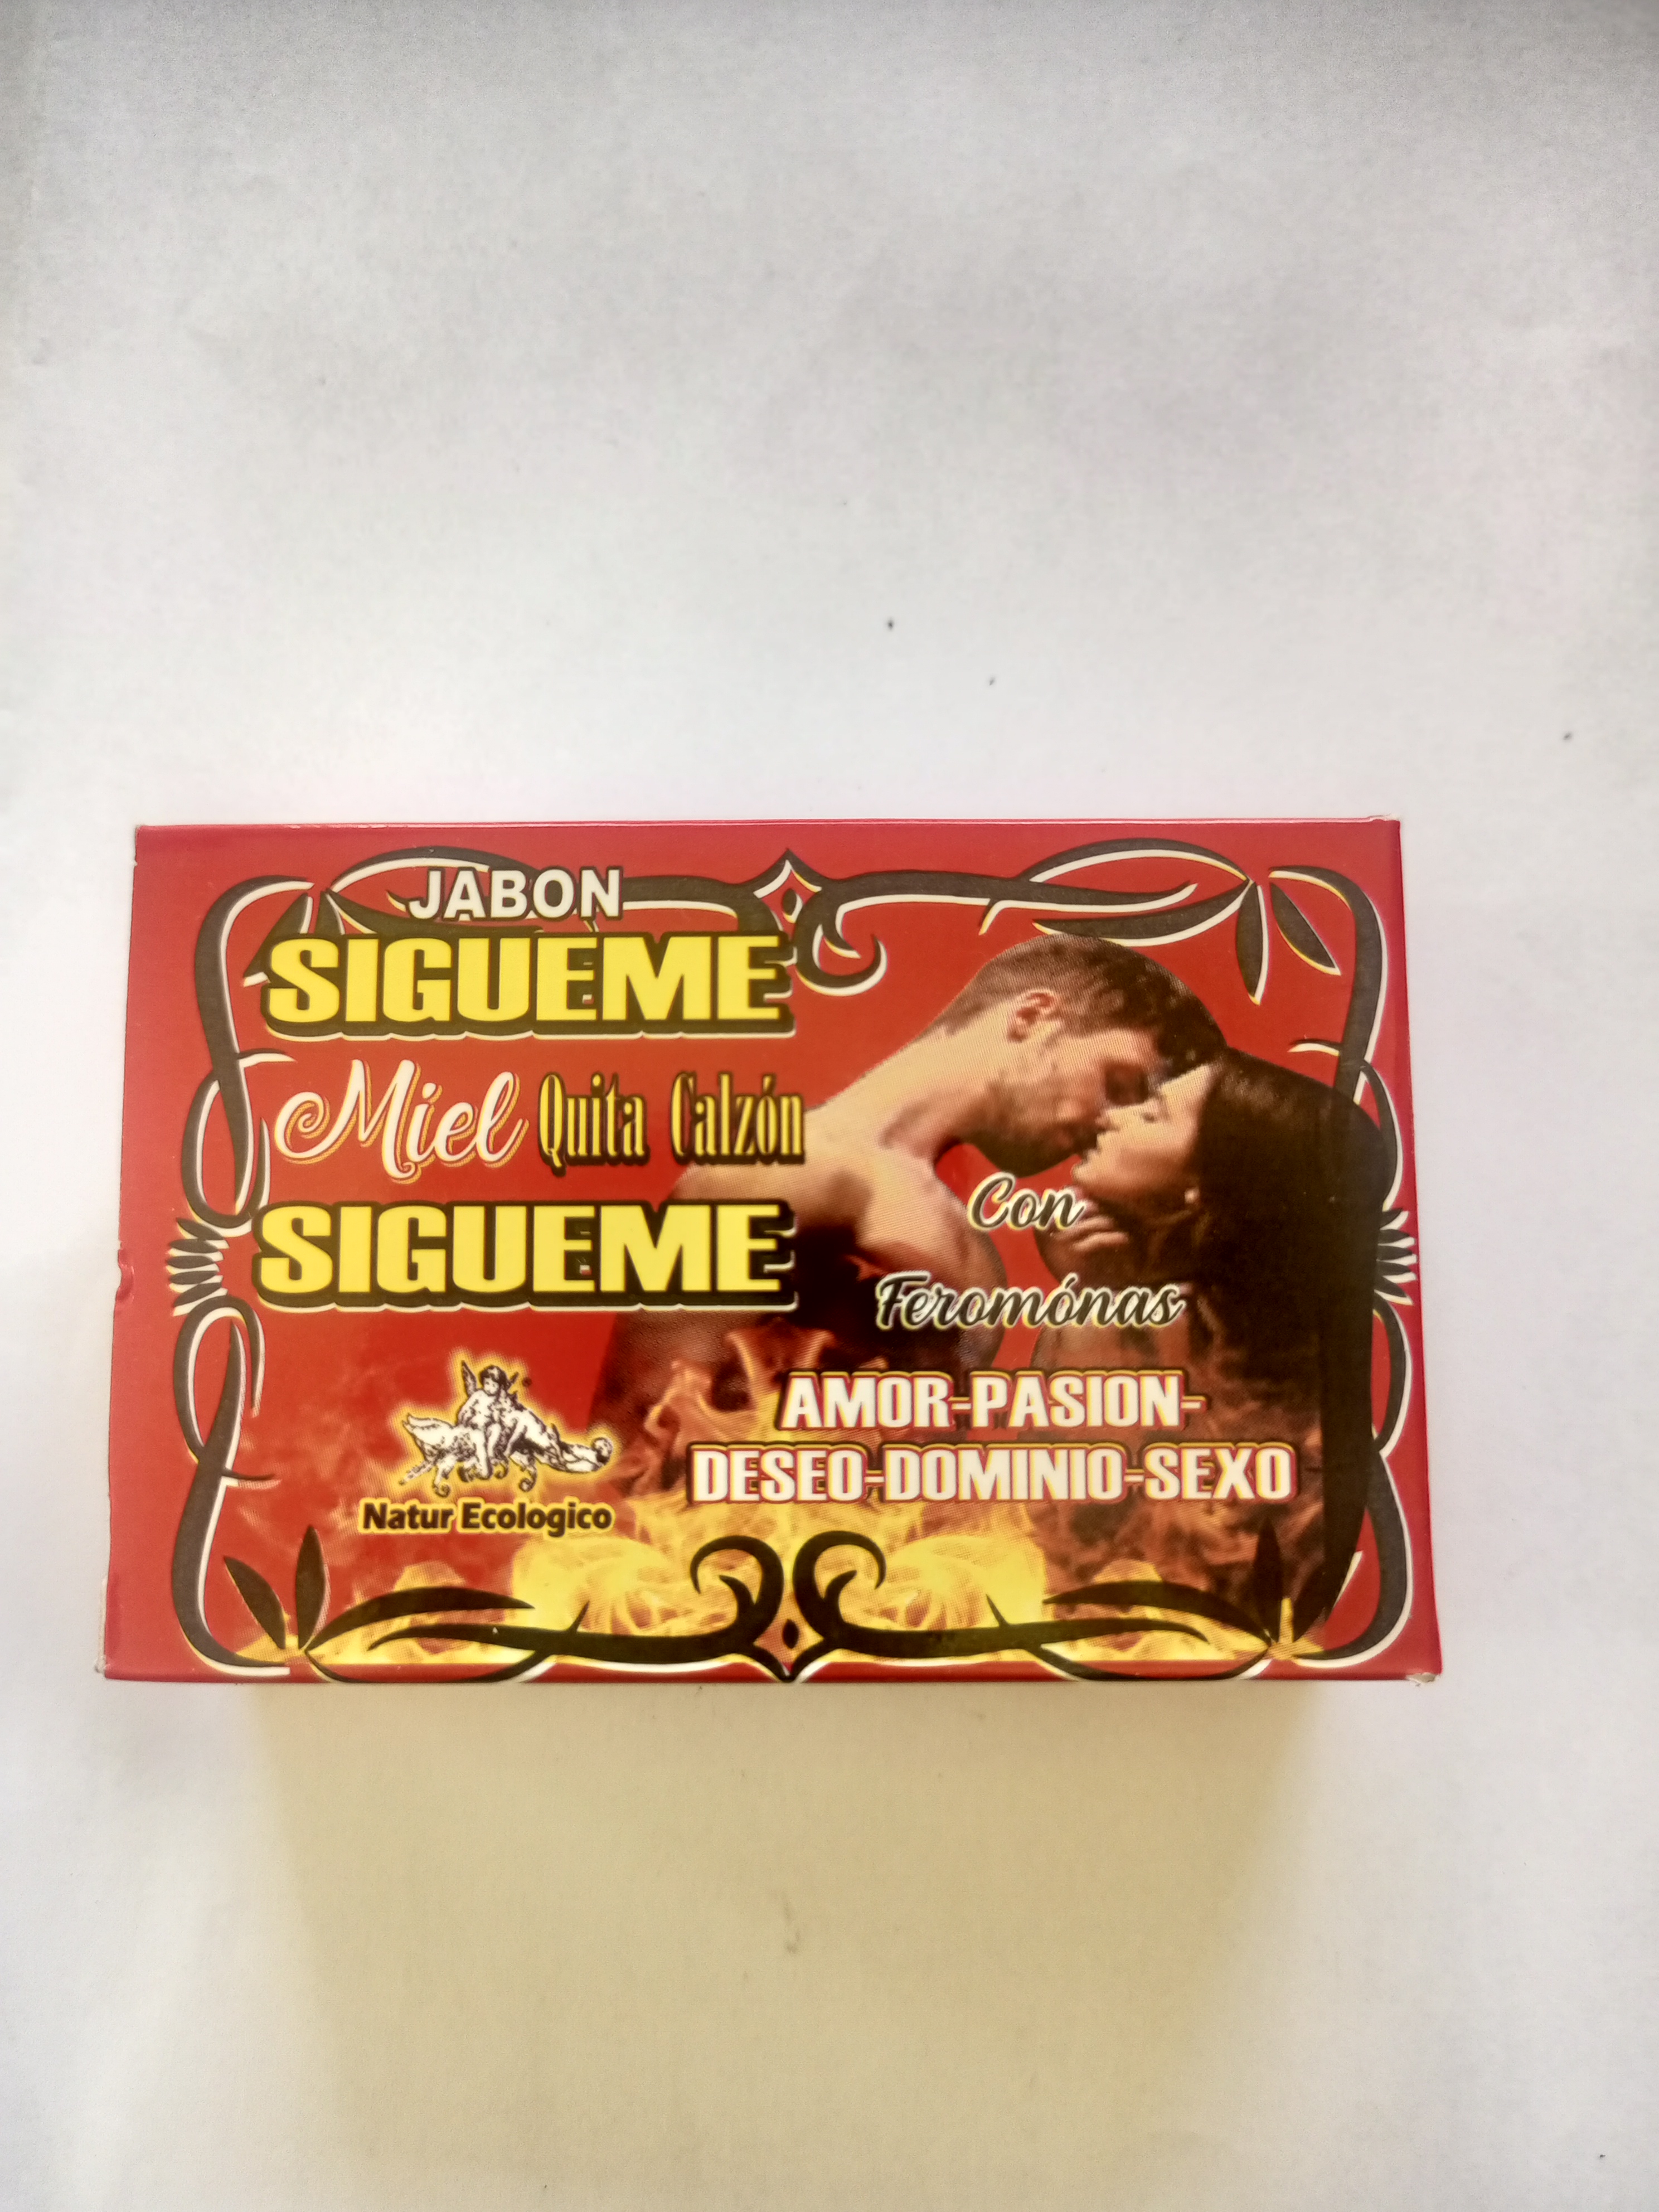 JABON
SIGUEME
Miel Quita Calzón
SIGUEME
Con
Feromónas
AMOR-PASION-
DESEO-DOMINIO-SEXO
Natur Ecologico